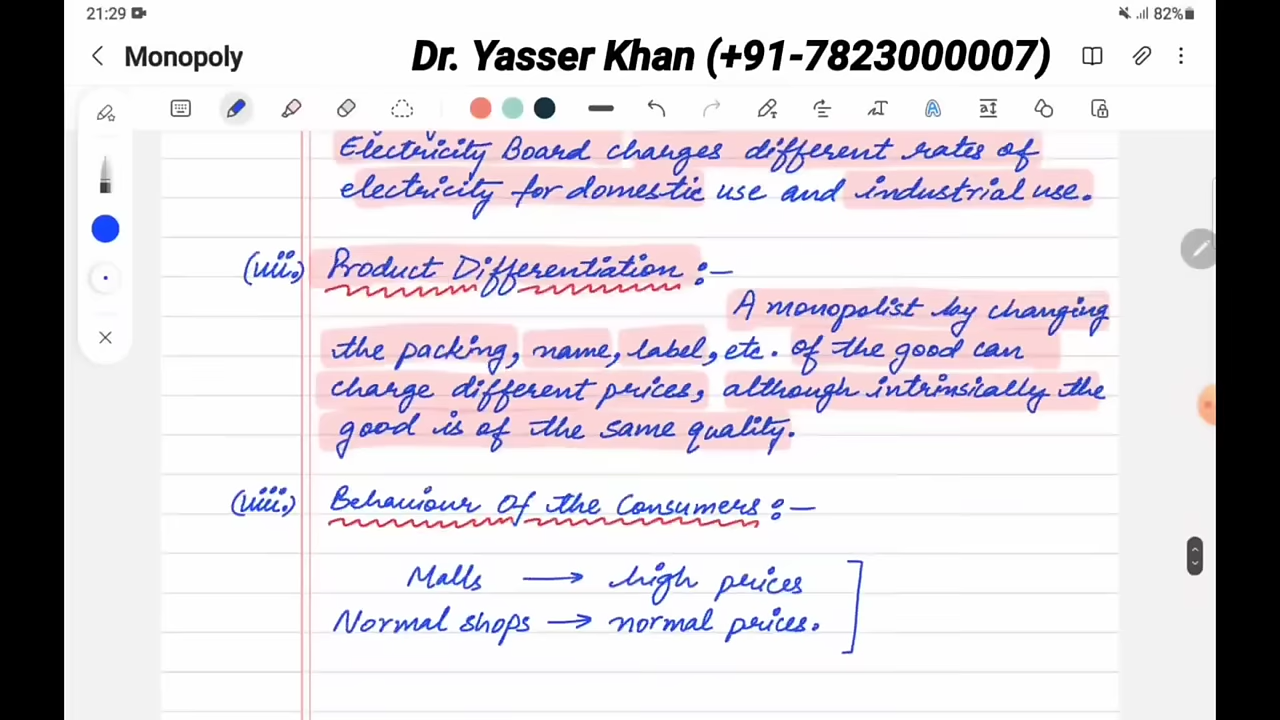 21:29
82%
Monopoly
Dr. Yasser Khan (+91-7823000007)
Electricity Board charges different rates of
electricity for domestic use and industrial use.
(vii.) Product Differentiation :-
A monopolist by changing
the packing, name, label, etc. of the good can
charge different prices, although intrinsically the
good is of the same quality.
(viii.) Behaviour Of the Consumers :-
Malls → high prices
Normal shops → normal prices.